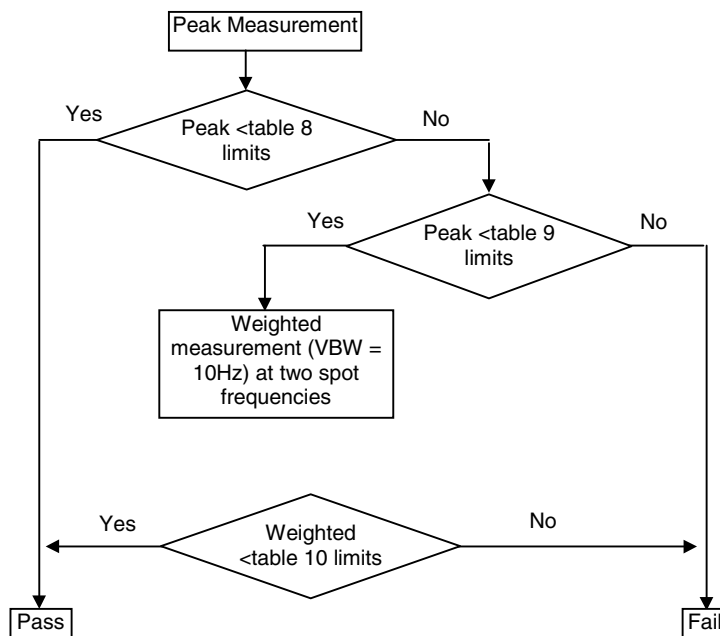 Peak Measurement
Yes
Peak <table 8
limits
No
Yes
Peak <table 9
limits
No
Weighted
measurement (VBW =
10Hz) at two spot
frequencies
Yes
Weighted
<table 10 limits
No
Pass
Fail